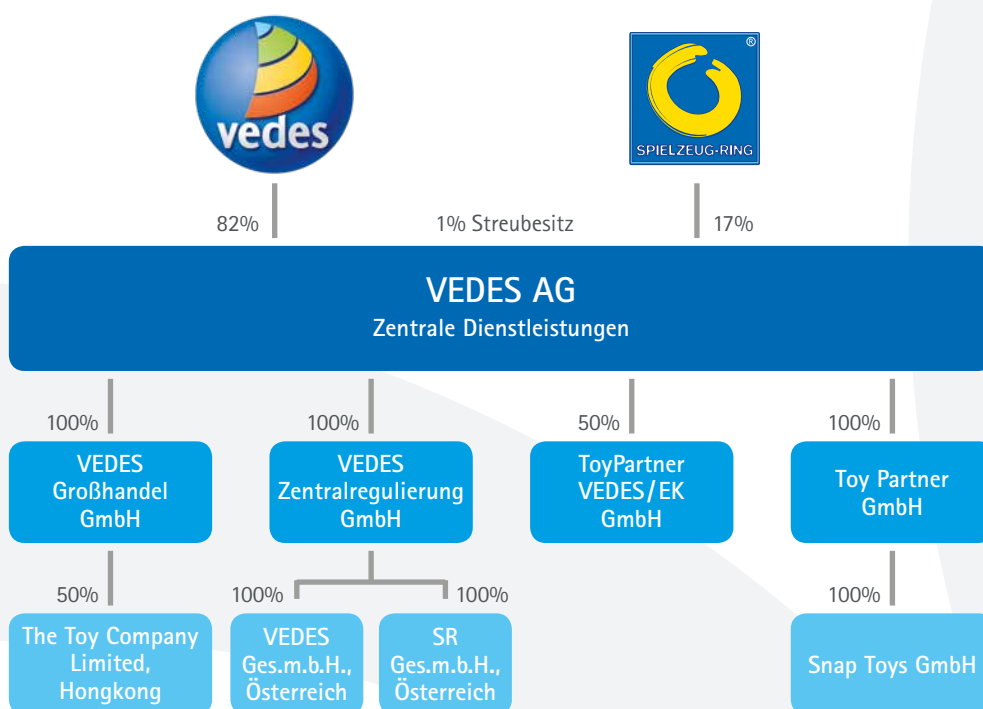 vedes
®
SPIELZEUG-RING
82%
1% Streubesitz
17%
VEDES AG
Zentrale Dienstleistungen
100%
100%
50%
100%
VEDES
Großhandel
GmbH
VEDES
Zentralregulierung
GmbH
ToyPartner
VEDES/EK
GmbH
Toy Partner
GmbH
50%
100%
100%
100%
The Toy Company
Limited,
Hongkong
VEDES
Ges.m.b.H.,
Österreich
SR
Ges.m.b.H.,
Österreich
Snap Toys GmbH